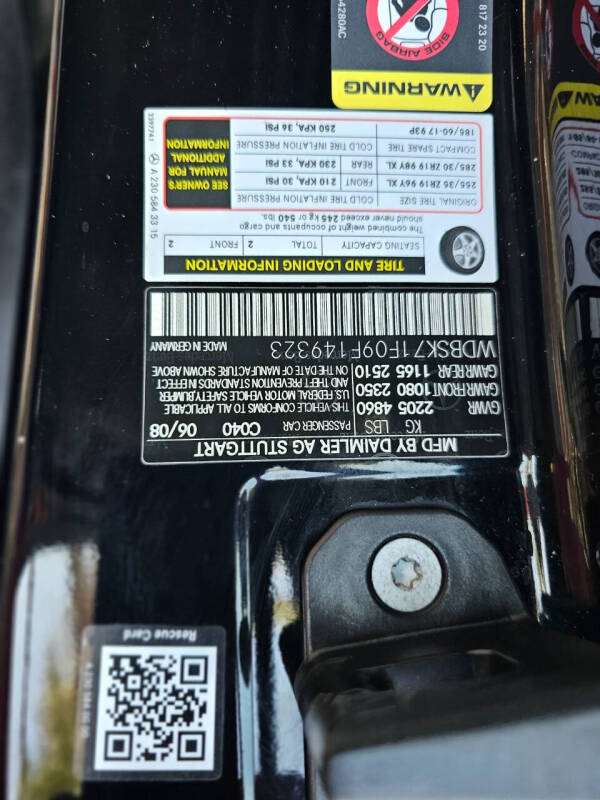 Rescue Card
MFD BY DAIMLER AG STUTTGART
PASSENGER CAR C040 06/08
KG LBS
GVWR 2205 4860
GAWR FRONT 1080 2350
GAWR REAR 1165 2510
THIS VEHICLE CONFORMS TO ALL APPLICABLE
U.S. FEDERAL MOTOR VEHICLE SAFETY/BUMPER
AND THEFT PREVENTION STANDARDS IN EFFECT
ON THE DATE OF MANUFACTURE SHOWN ABOVE
WDBSK71F09F149323
MADE IN GERMANY
TIRE AND LOADING INFORMATION
SEATING CAPACITY TOTAL 2 FRONT 2
The combined weight of occupants and cargo
should never exceed 245 kg or 540 lbs.
ORIGINAL TIRE SIZE COLD TIRE INFLATION PRESSURE
255/35 ZR19 96Y XL FRONT 210 KPA, 30 PSI
285/30 ZR19 98Y XL REAR 230 KPA, 33 PSI
COMPACT SPARE TIRE COLD TIRE INFLATION PRESSURE
185/60-17 93P 250 KPA, 36 PSI
SEE OWNER'S
MANUAL FOR
ADDITIONAL
INFORMATION
A 230 584 33 15
3397741
WARNING
SIDE AIRBAG
817 23 20
4280AC